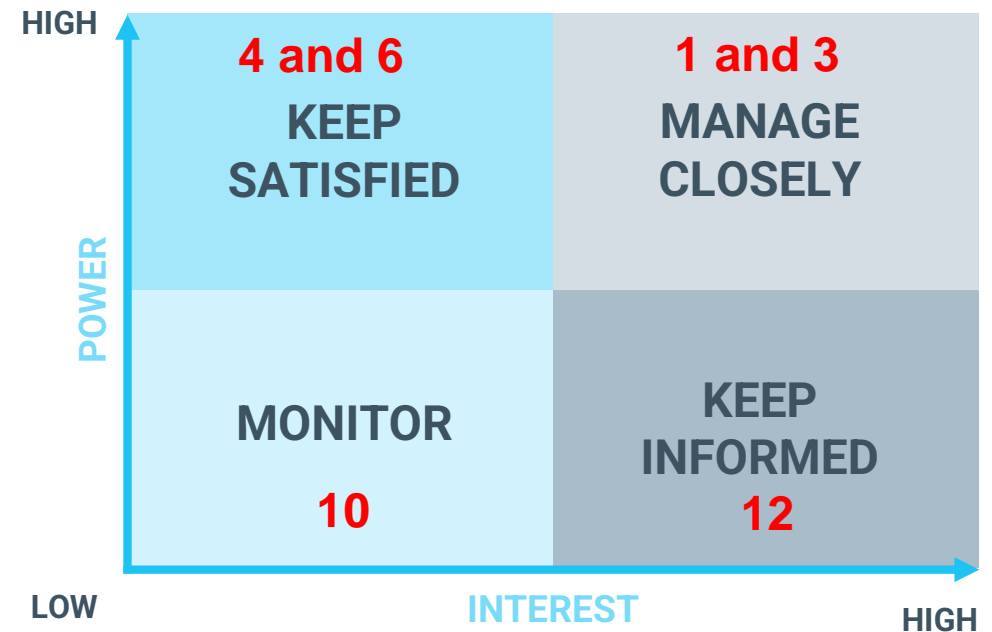 HIGH
4 and 6
KEEP
SATISFIED
1 and 3
MANAGE
CLOSELY
POWER
MONITOR
10
KEEP
INFORMED
12
LOW
INTEREST
HIGH